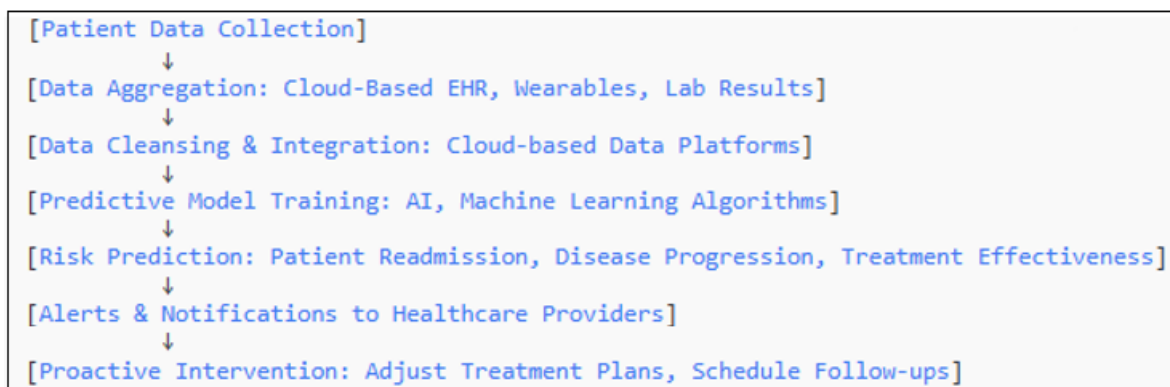 [Patient Data Collection]
↓
[Data Aggregation: Cloud-Based EHR, Wearables, Lab Results]
↓
[Data Cleansing & Integration: Cloud-based Data Platforms]
↓
[Predictive Model Training: AI, Machine Learning Algorithms]
↓
[Risk Prediction: Patient Readmission, Disease Progression, Treatment Effectiveness]
↓
[Alerts & Notifications to Healthcare Providers]
↓
[Proactive Intervention: Adjust Treatment Plans, Schedule Follow-ups]